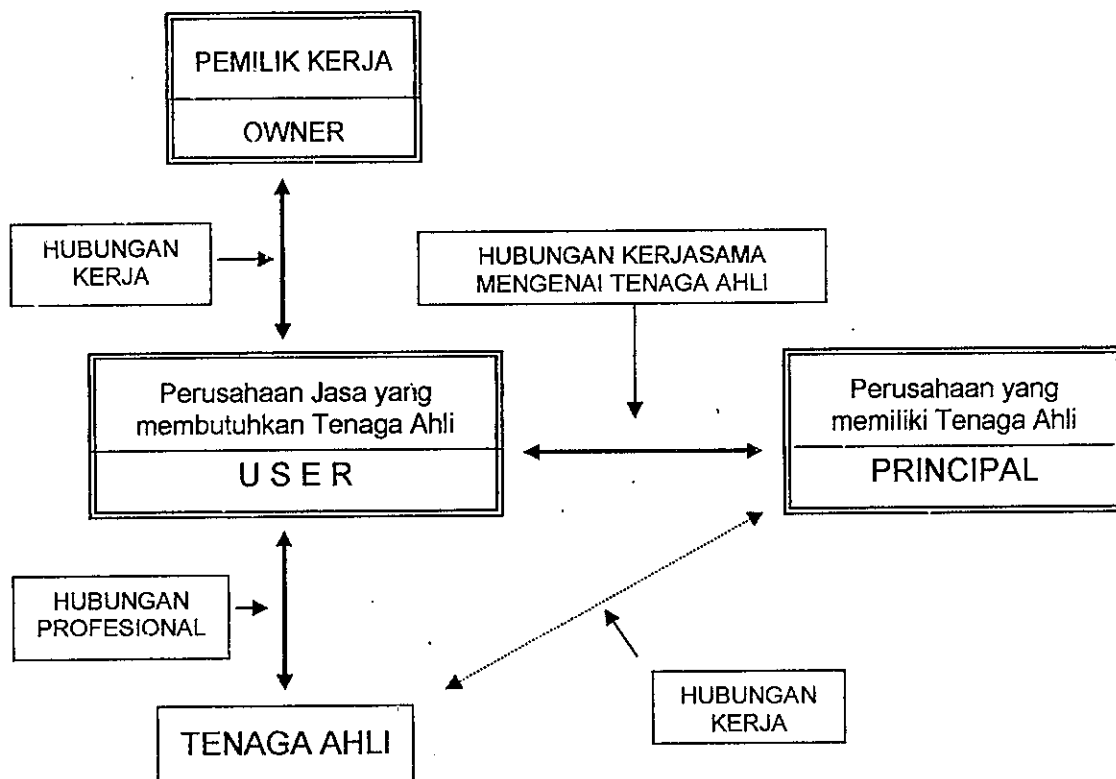 PEMILIK KERJA
OWNER
HUBUNGAN
KERJA
HUBUNGAN KERJASAMA
MENGENAI TENAGA AHLI
Perusahaan Jasa yang
membutuhkan Tenaga Ahli
U S E R
Perusahaan yang
memiliki Tenaga Ahli
PRINCIPAL
HUBUNGAN
PROFESIONAL
HUBUNGAN
KERJA
TENAGA AHLI